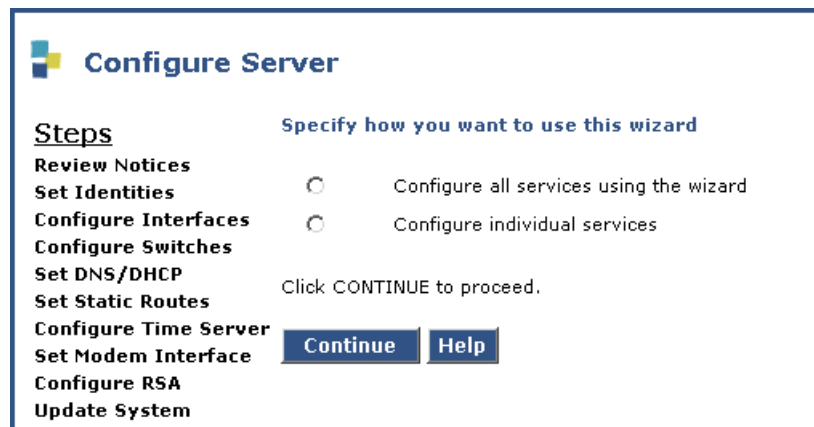 Configure Server
Steps
Review Notices
Set Identities
Configure Interfaces
Configure Switches
Set DNS/DHCP
Set Static Routes
Configure Time Server
Set Modem Interface
Configure RSA
Update System
Specify how you want to use this wizard
Configure all services using the wizard
Configure individual services
Click CONTINUE to proceed.
Continue Help